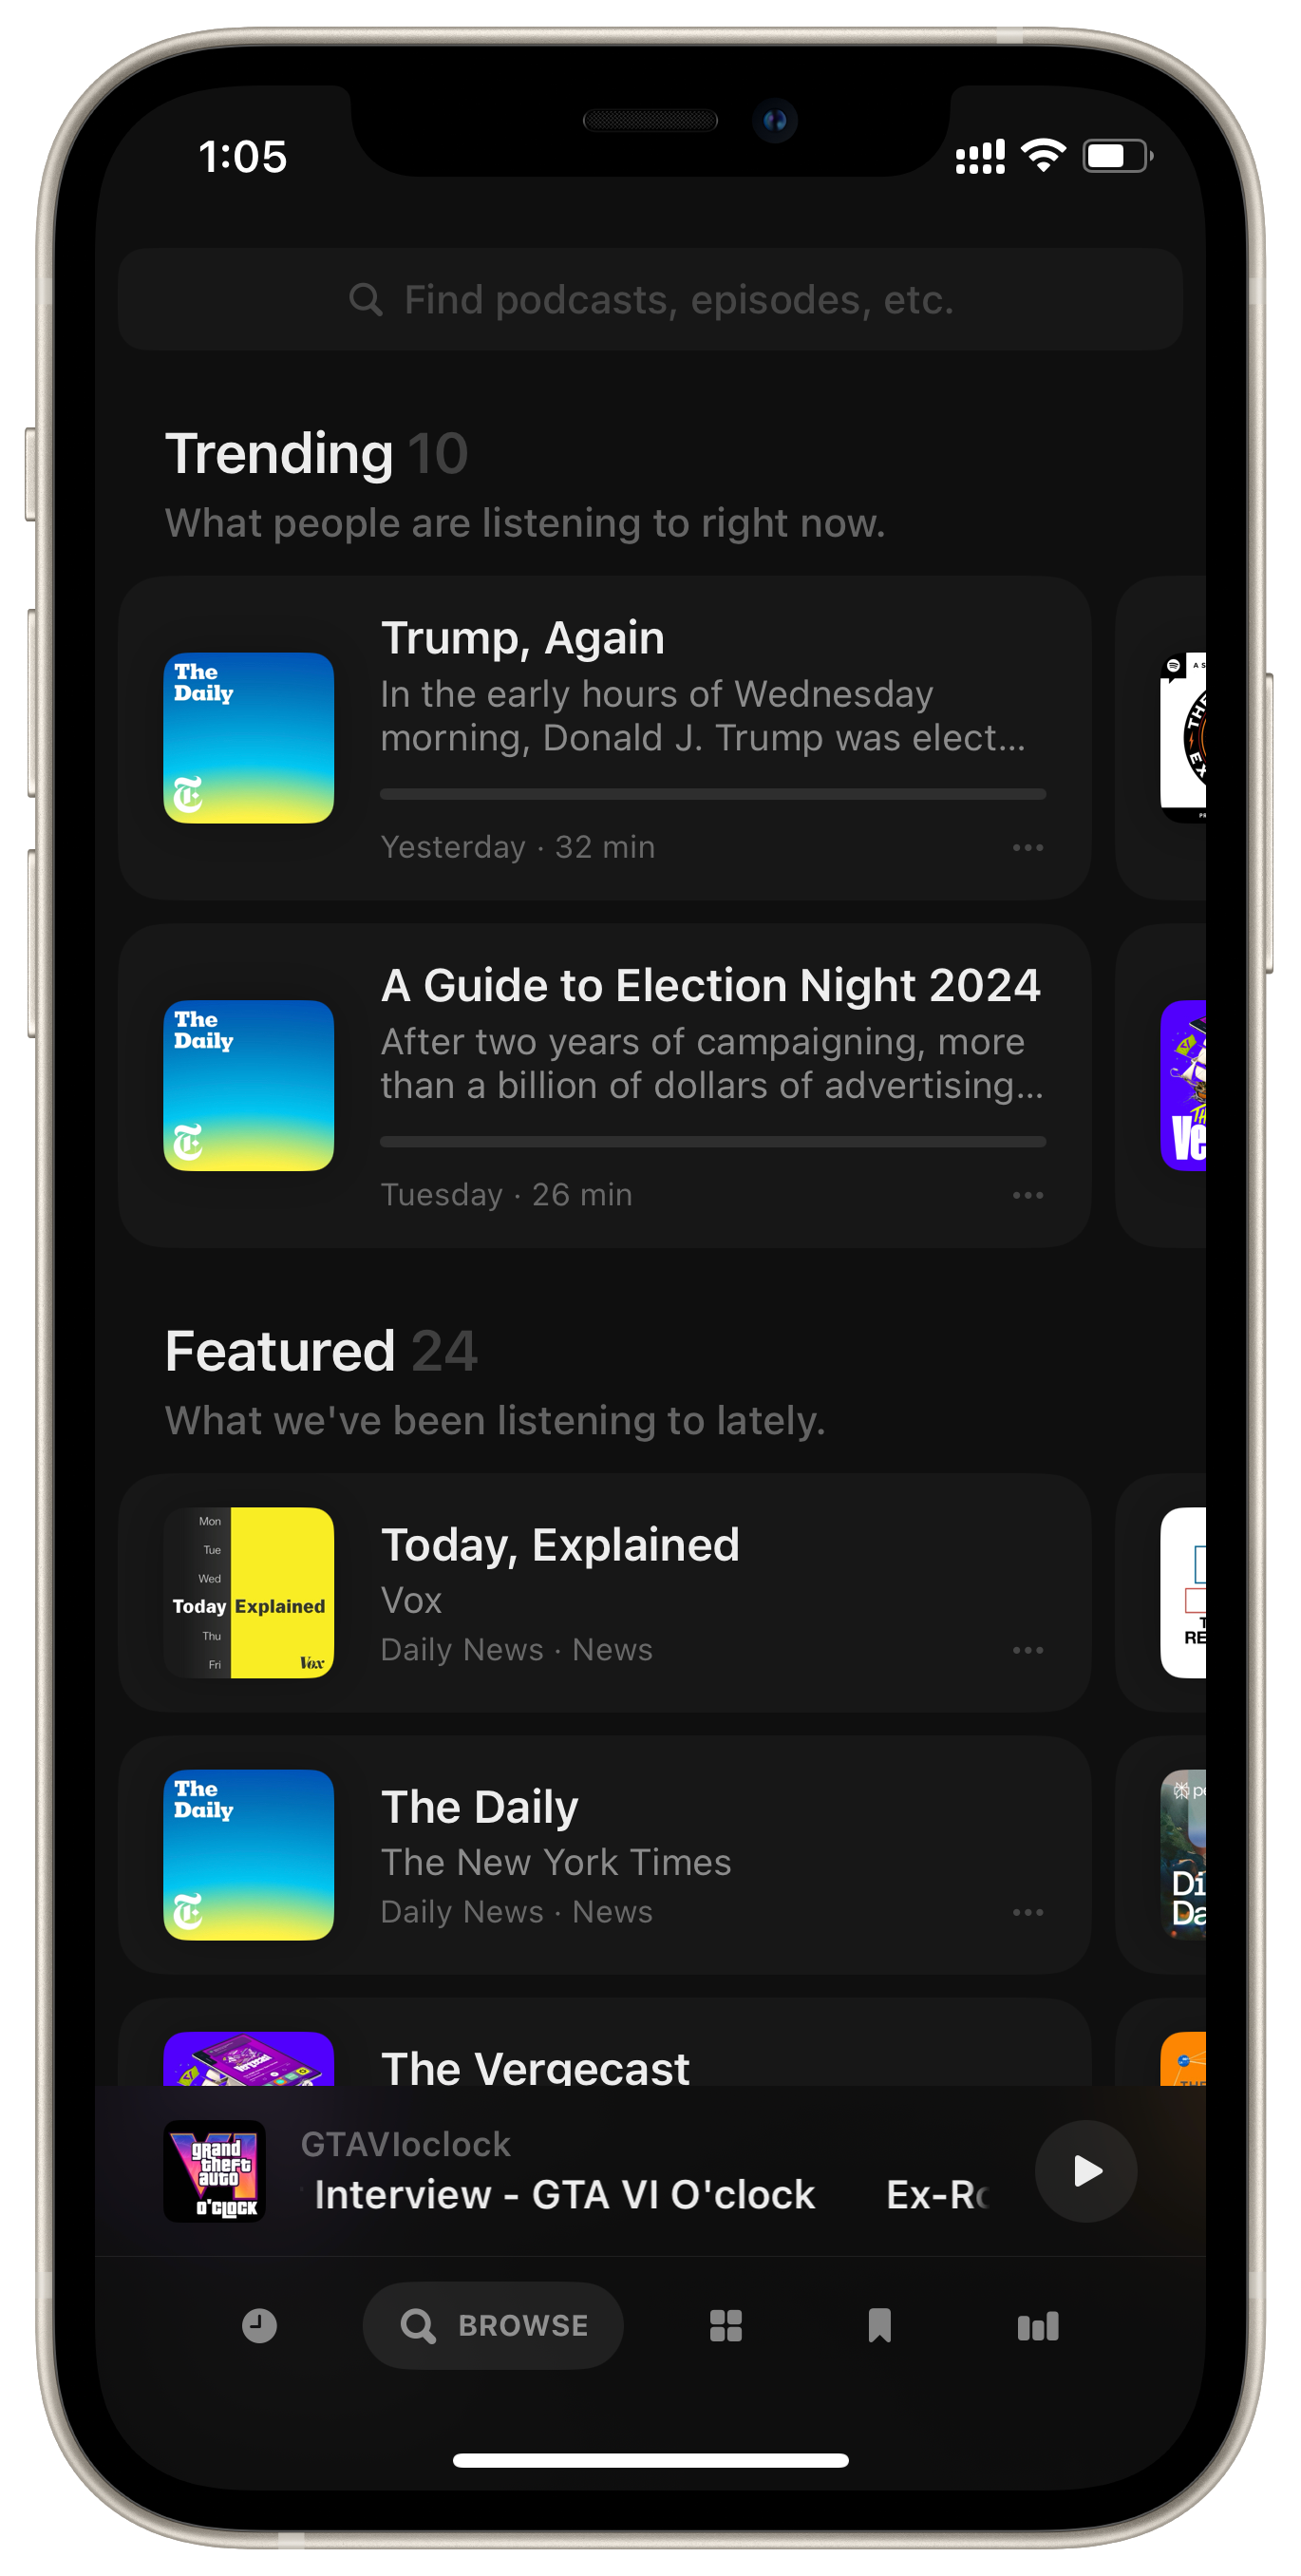 1:05
Find podcasts, episodes, etc.
Trending 10
What people are listening to right now.
The
Daily
Trump, Again
In the early hours of Wednesday
morning, Donald J. Trump was elect...
Yesterday · 32 min
The
Daily
A Guide to Election Night 2024
After two years of campaigning, more
than a billion of dollars of advertising...
Tuesday · 26 min
Featured 24
What we've been listening to lately.
Mon
Tue
Wed
Today Explained
Thu
Fri
Vox
Today, Explained
Vox
Daily News · News
The
Daily
The Daily
The New York Times
Daily News · News
Di
Da
The Vergecast
grand
theft
auto
VI
O'CLOCK
GTAVIoclock
Interview - GTA VI O'clock Ex-Ro
BROWSE